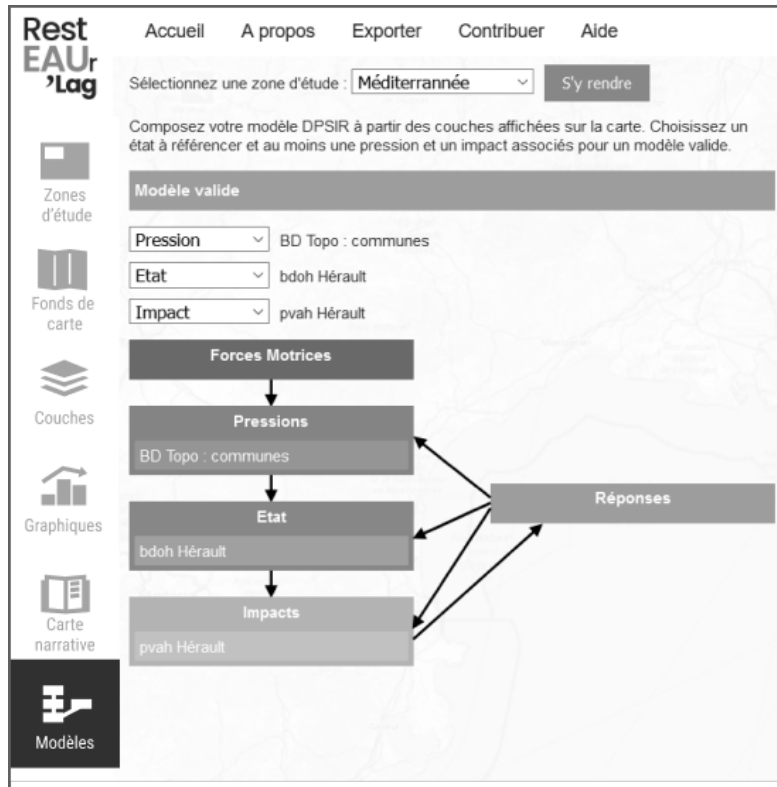 Rest
EAUr
’Lag
Accueil A propos Exporter Contribuer Aide
Sélectionnez une zone d'étude : Méditerrannée S'y rendre
Composez votre modèle DPSIR à partir des couches affichées sur la carte. Choisissez un
état à référencer et au moins une pression et un impact associés pour un modèle valide.
Modèle valide
Pression BD Topo : communes
Etat bdoh Hérault
Impact pvah Hérault
Zones
d'étude
Fonds de
carte
Couches
Graphiques
Carte
narrative
Modèles
Forces Motrices
Pressions
BD Topo : communes
Etat
bdoh Hérault
Impacts
pvah Hérault
Réponses